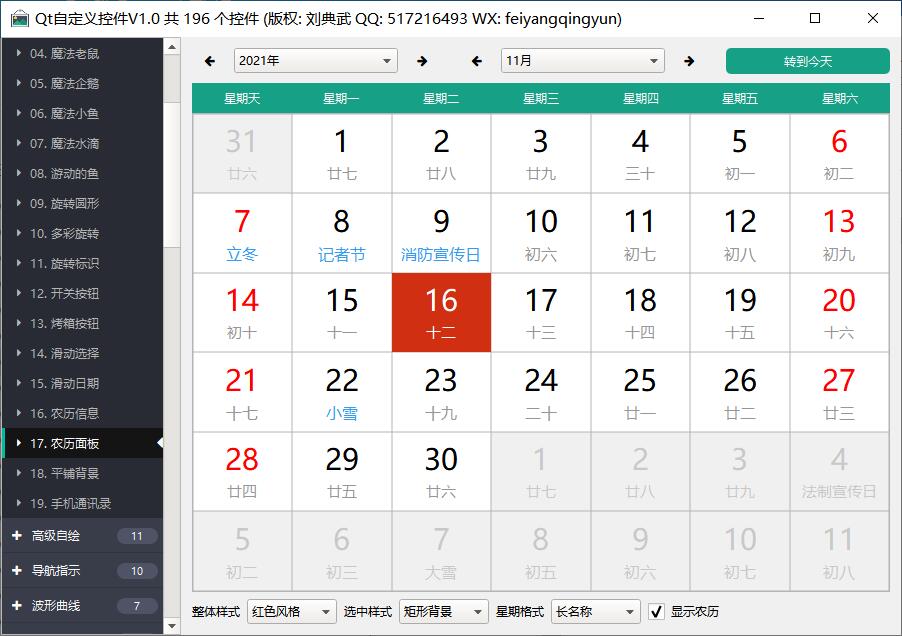 Qt自定义控件V1.0 共 196 个控件 (版权: 刘典武 QQ: 517216493 WX: feiyangqingyun)
04. 魔法老鼠
05. 魔法企鹅
06. 魔法小鱼
07. 魔法水滴
08. 游动的鱼
09. 旋转圆形
10. 多彩旋转
11. 旋转标识
12. 开关按钮
13. 烤箱按钮
14. 滑动选择
15. 滑动日期
16. 农历信息
17. 农历面板
18. 平铺背景
19. 手机通讯录
高级自绘 11
导航指示 10
波形曲线 7
2021年 11月 转到今天
星期天 星期一 星期二 星期三 星期四 星期五 星期六
31 1 2 3 4 5 6
廿六 廿七 廿八 廿九 三十 初一 初二
7 8 9 10 11 12 13
立冬 记者节 消防宣传日 初六 初七 初八 初九
14 15 16 17 18 19 20
初十 十一 十二 十三 十四 十五 十六
21 22 23 24 25 26 27
十七 小雪 十九 二十 廿一 廿二 廿三
28 29 30 1 2 3 4
廿四 廿五 廿六 廿七 廿八 廿九 法制宣传日
5 6 7 8 9 10 11
初二 初三 大雪 初五 初六 初七 初八
整体样式 红色风格 选中样式 矩形背景 星期格式 长名称 显示农历